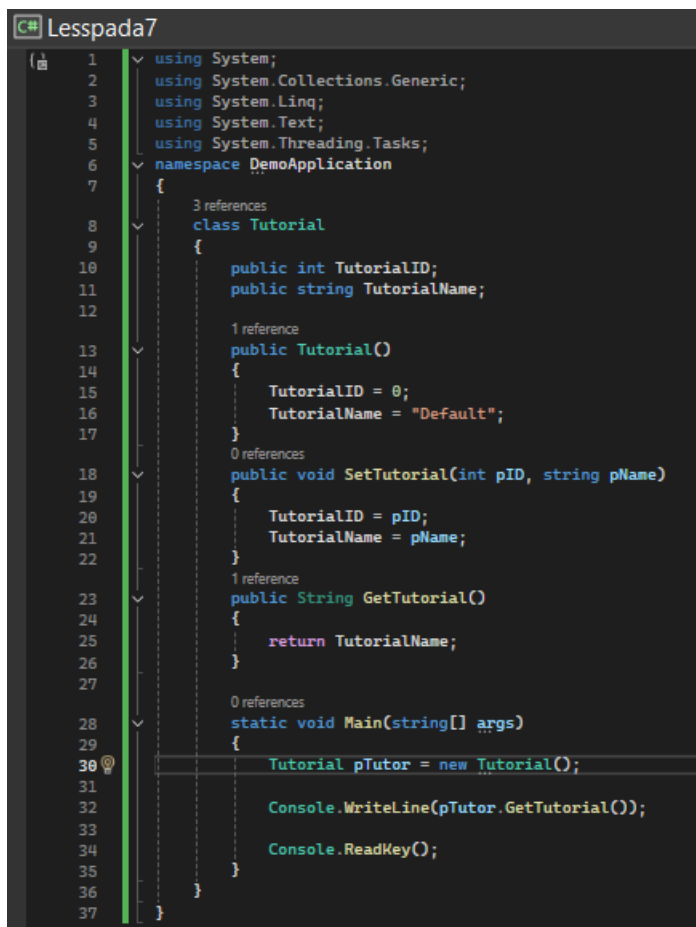 C# Lesspada7
1 using System;
2 using System.Collections.Generic;
3 using System.Linq;
4 using System.Text;
5 using System.Threading.Tasks;
6 namespace DemoApplication
7 {
3 references
8 class Tutorial
9 {
10 public int TutorialID;
11 public string TutorialName;
12
1 reference
13 public Tutorial()
14 {
15 TutorialID = 0;
16 TutorialName = "Default";
17 }
0 references
18 public void SetTutorial(int pID, string pName)
19 {
20 TutorialID = pID;
21 TutorialName = pName;
22 }
1 reference
23 public String GetTutorial()
24 {
25 return TutorialName;
26 }
27
0 references
28 static void Main(string[] args)
29 {
30 Tutorial pTutor = new Tutorial();
31
32 Console.WriteLine(pTutor.GetTutorial());
33
34 Console.ReadKey();
35 }
36 }
37 }